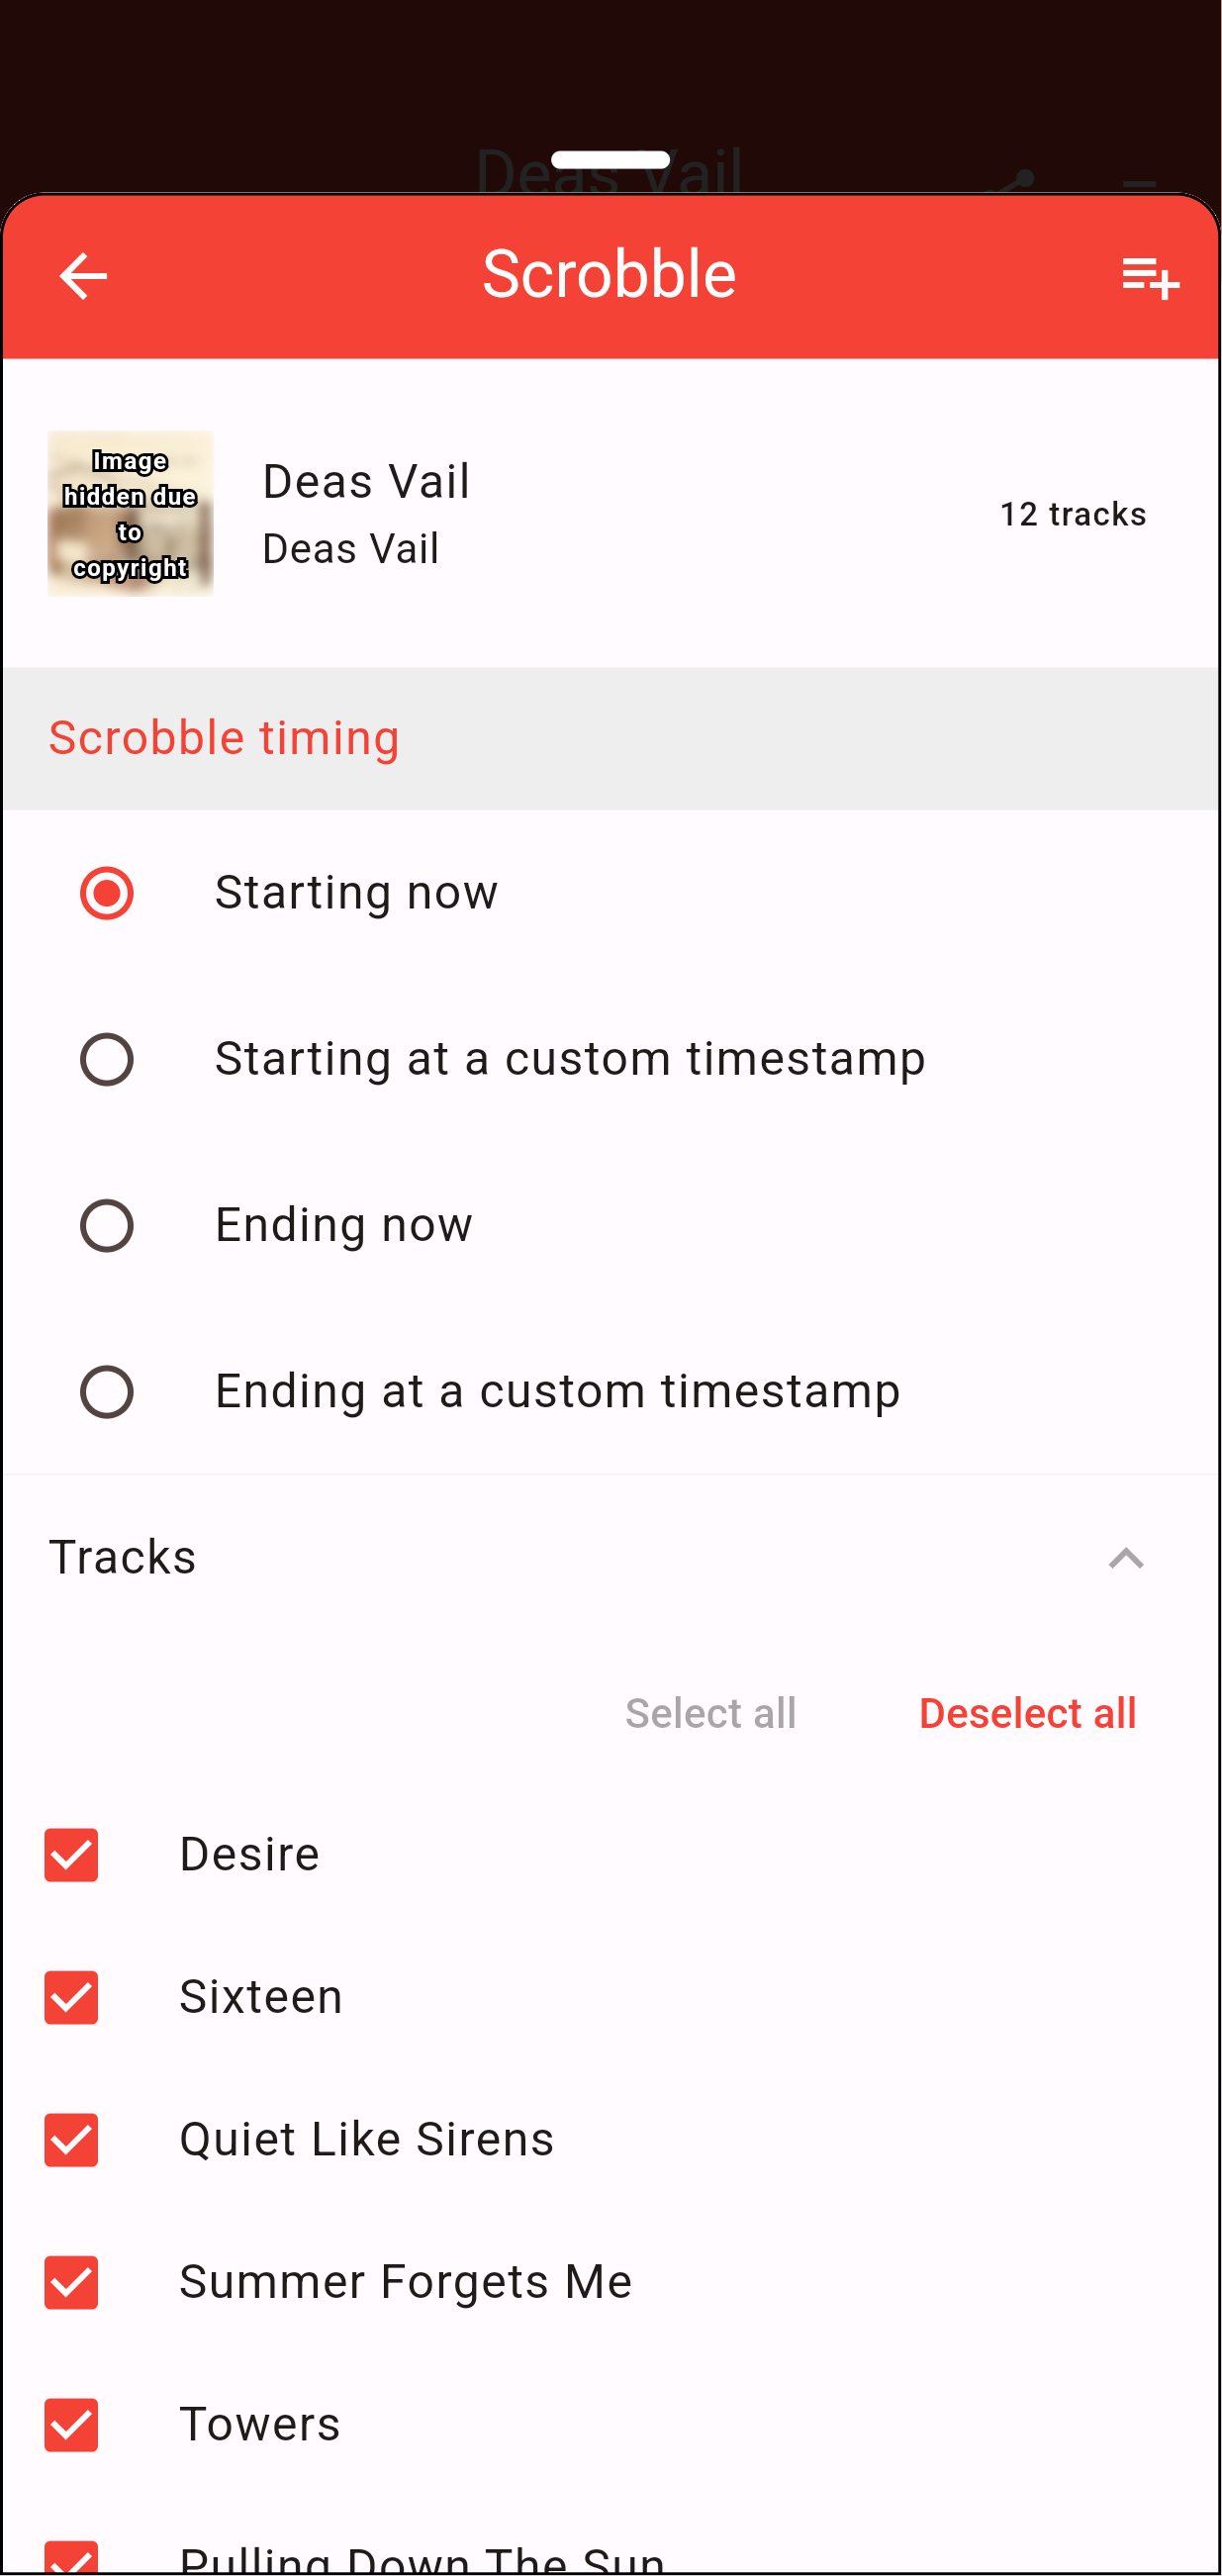 Deas Vail
Scrobble
Image
hidden due
to
copyright
Deas Vail
Deas Vail
12 tracks
Scrobble timing
Starting now
Starting at a custom timestamp
Ending now
Ending at a custom timestamp
Tracks
Select all
Deselect all
Desire
Sixteen
Quiet Like Sirens
Summer Forgets Me
Towers
Pulling Down The Sun